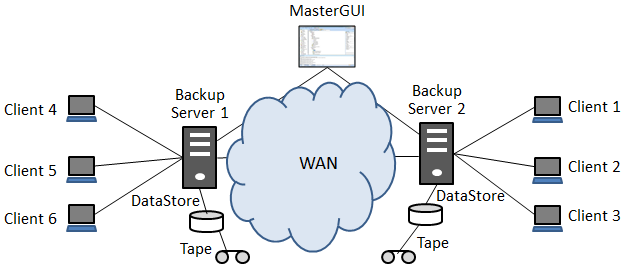 MasterGUI
Backup
Server 1
Backup
Server 2
Client 4
Client 1
WAN
Client 5
Client 2
DataStore
DataStore
Client 6
Client 3
Tape
Tape